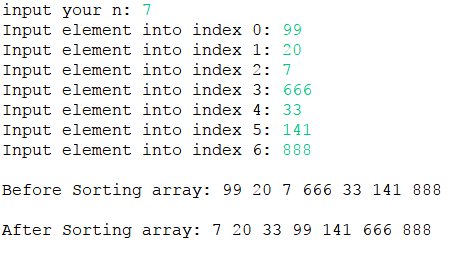 input your n: 7
Input element into index 0: 99
Input element into index 1: 20
Input element into index 2: 7
Input element into index 3: 666
Input element into index 4: 33
Input element into index 5: 141
Input element into index 6: 888
Before Sorting array: 99 20 7 666 33 141 888
After Sorting array: 7 20 33 99 141 666 888